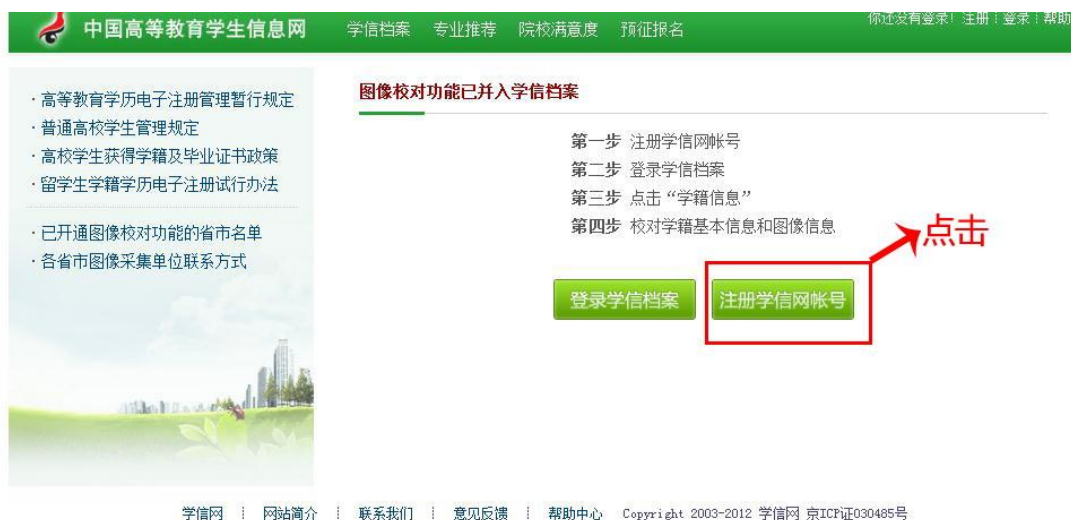 中国高等教育学生信息网 学信档案 专业推荐 院校满意度 预征报名 你还没有登录! 注册 | 登录 | 帮助
·高等教育学历电子注册管理暂行规定
·普通高校学生管理规定
·高校学生获得学籍及毕业证书政策
·留学生学籍学历电子注册试行办法
·已开通图像校对功能的省市名单
·各省市图像采集单位联系方式
图像校对功能已并入学信档案
第一步 注册学信网帐号
第二步 登录学信档案
第三步 点击“学籍信息”
第四步 校对学籍基本信息和图像信息
点击
登录学信档案 注册学信网帐号
学信网 | 网站简介 | 联系我们 | 意见反馈 | 帮助中心 Copyright 2003-2012 学信网 京ICP证030485号